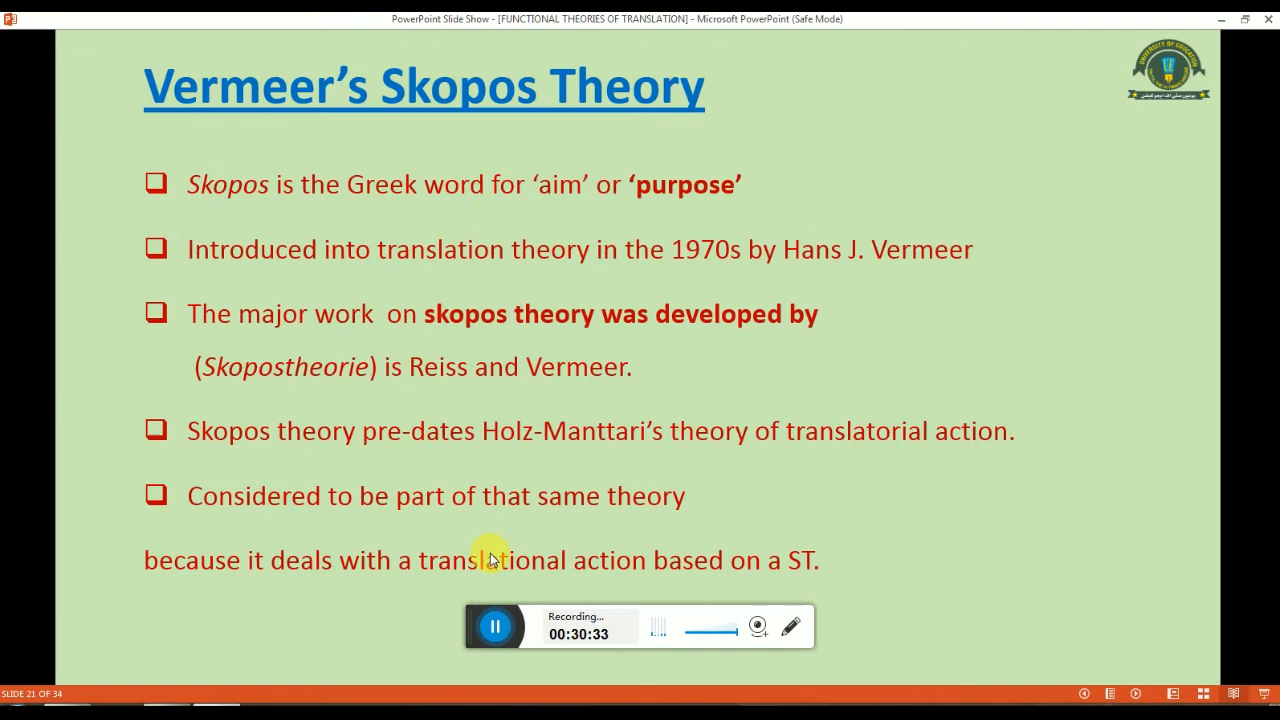 PowerPoint Slide Show - [FUNCTIONAL THEORIES OF TRANSLATION] - Microsoft PowerPoint (Safe Mode)
Vermeer’s Skopos Theory
UNIVERSITY OF EDUCATION
Skopos is the Greek word for ‘aim’ or ‘purpose’
Introduced into translation theory in the 1970s by Hans J. Vermeer
The major work on skopos theory was developed by
(Skopostheorie) is Reiss and Vermeer.
Skopos theory pre-dates Holz-Manttari’s theory of translatorial action.
Considered to be part of that same theory
because it deals with a translational action based on a ST.
Recording...
00:30:33
SLIDE 21 OF 34